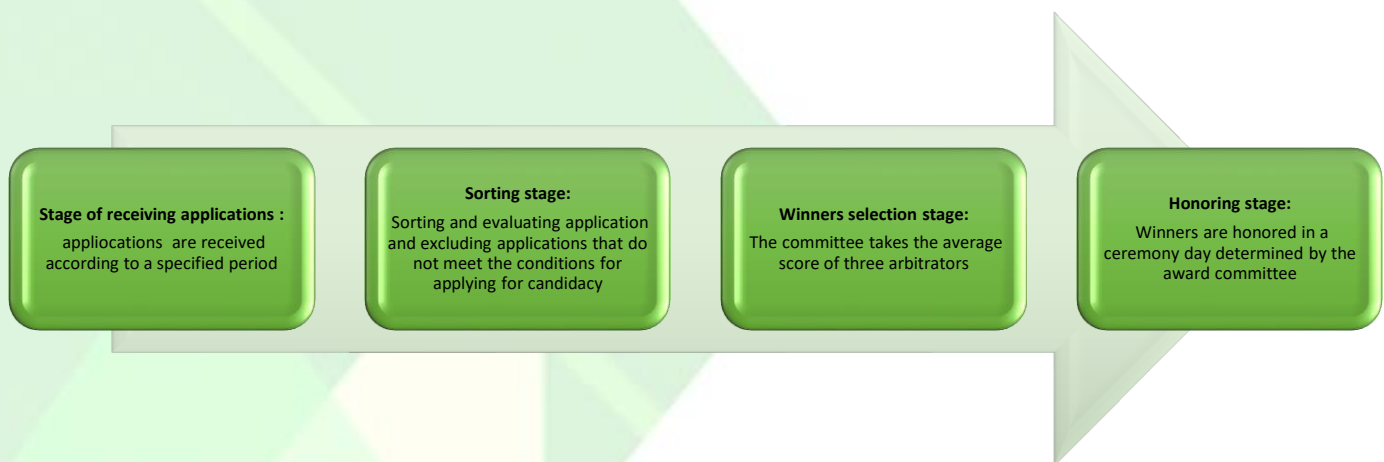 Stage of receiving applications :
appliocations are received
according to a specified period
Sorting stage:
Sorting and evaluating application
and excluding applications that do
not meet the conditions for
applying for candidacy
Winners selection stage:
The committee takes the average
score of three arbitrators
Honoring stage:
Winners are honored in a
ceremony day determined by the
award committee